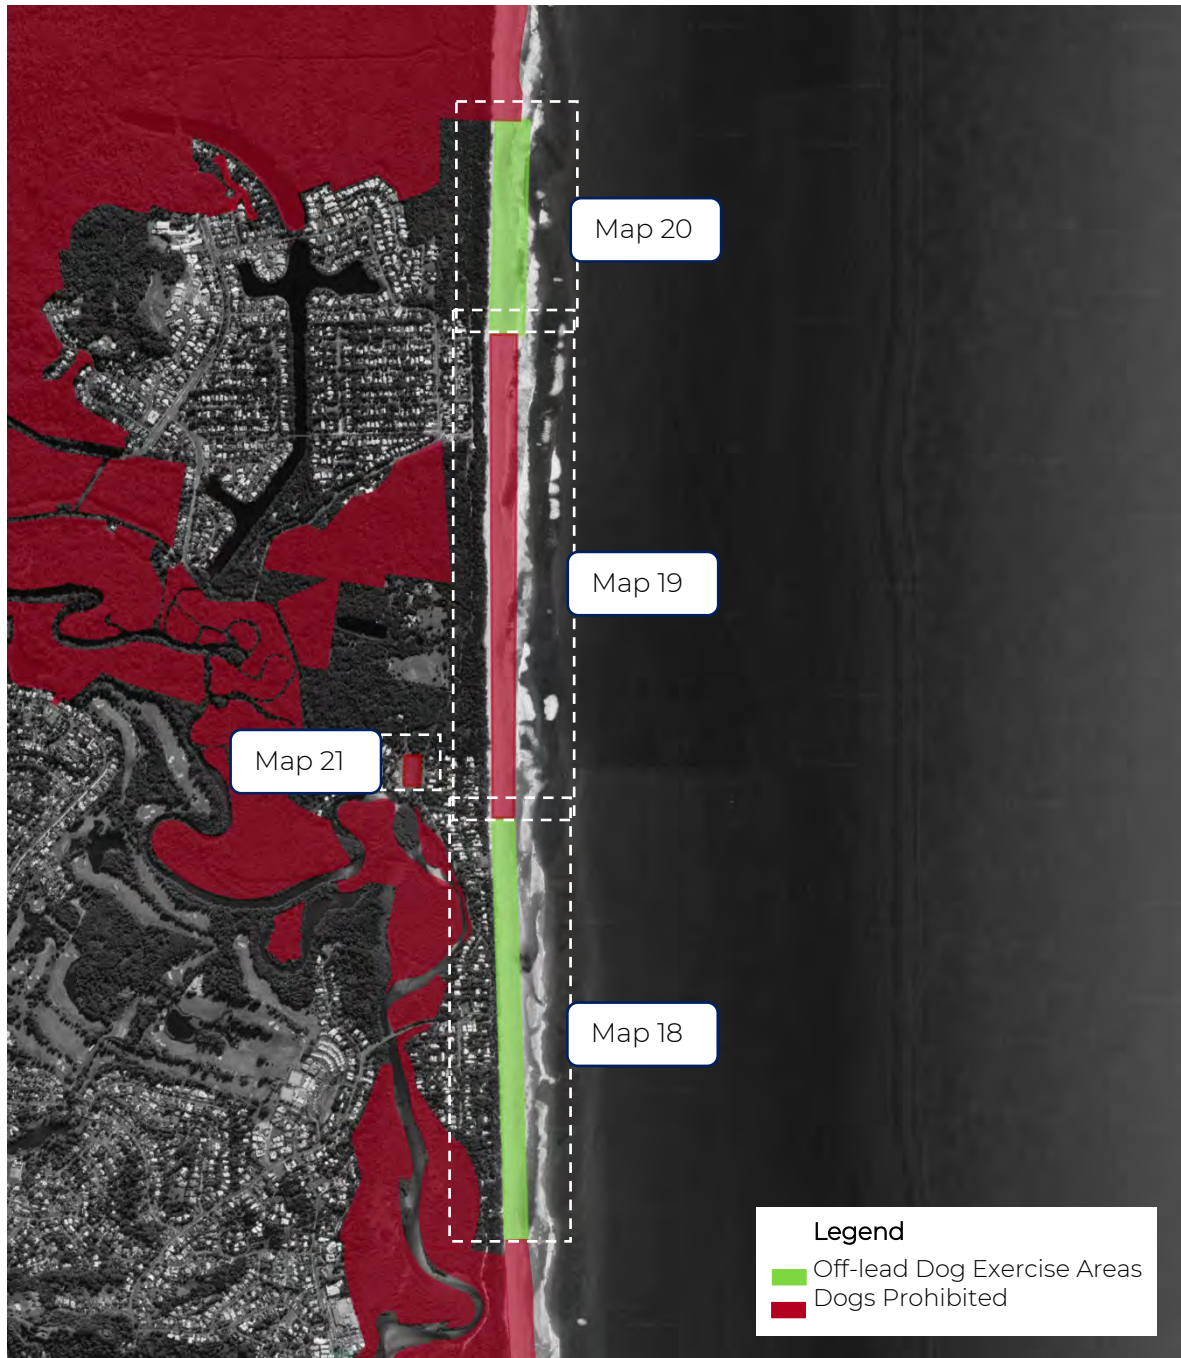 Map 20
Map 19
Map 21
Map 18
Legend
Off-lead Dog Exercise Areas
Dogs Prohibited